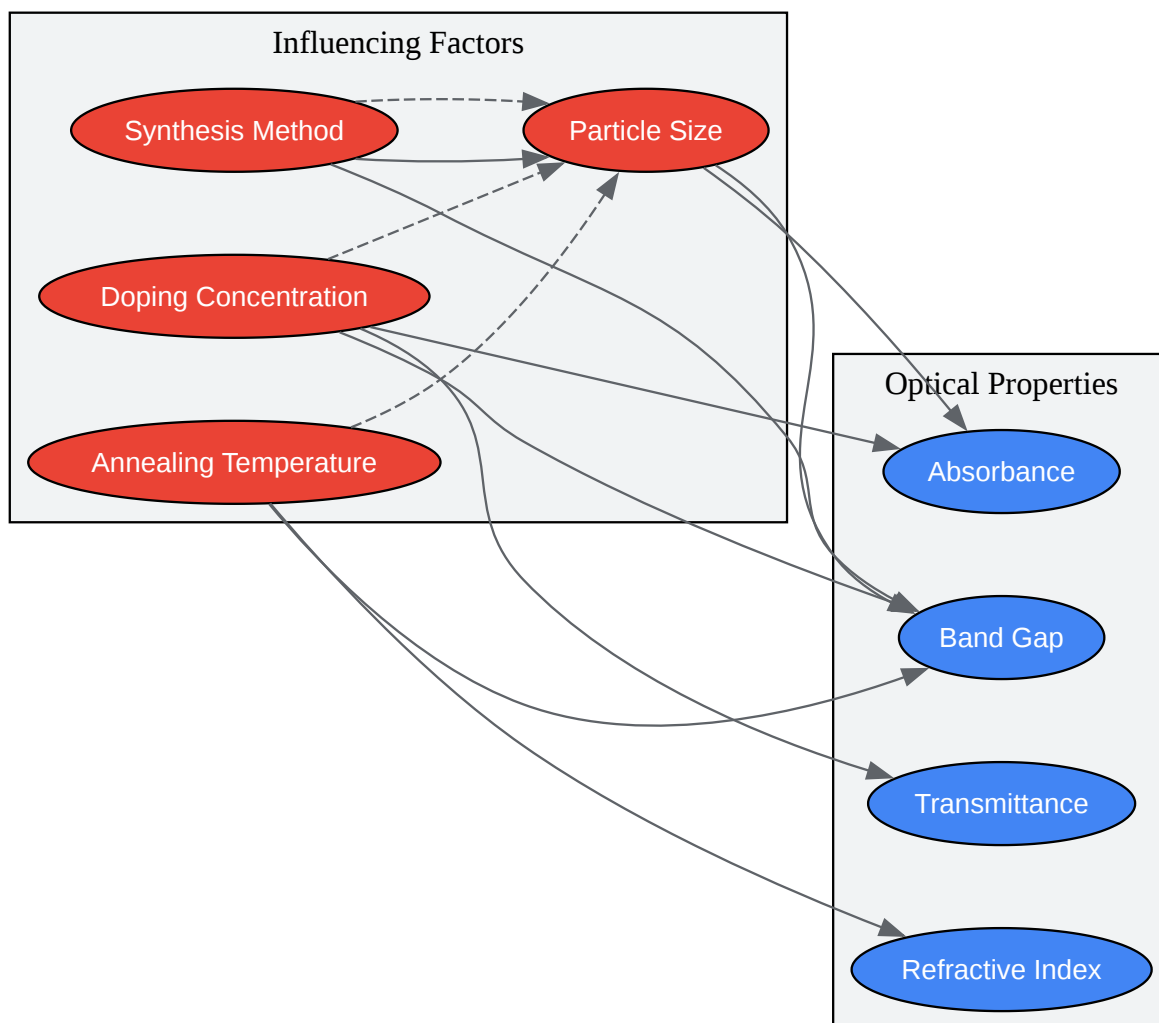 Influencing Factors
Synthesis Method
Particle Size
Doping Concentration
Annealing Temperature
Optical Properties
Absorbance
Band Gap
Transmittance
Refractive Index